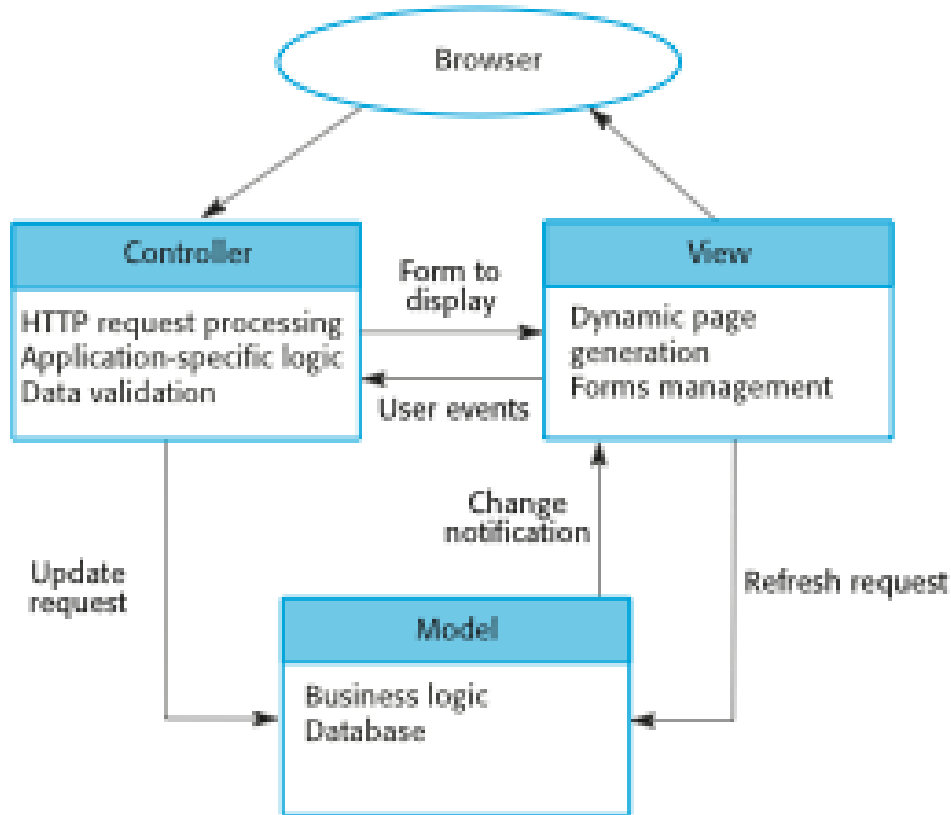 Browser
Controller
HTTP request processing
Application-specific logic
Data validation
Form to
display
User events
View
Dynamic page
generation
Forms management
Update
request
Change
notification
Refresh request
Model
Business logic
Database